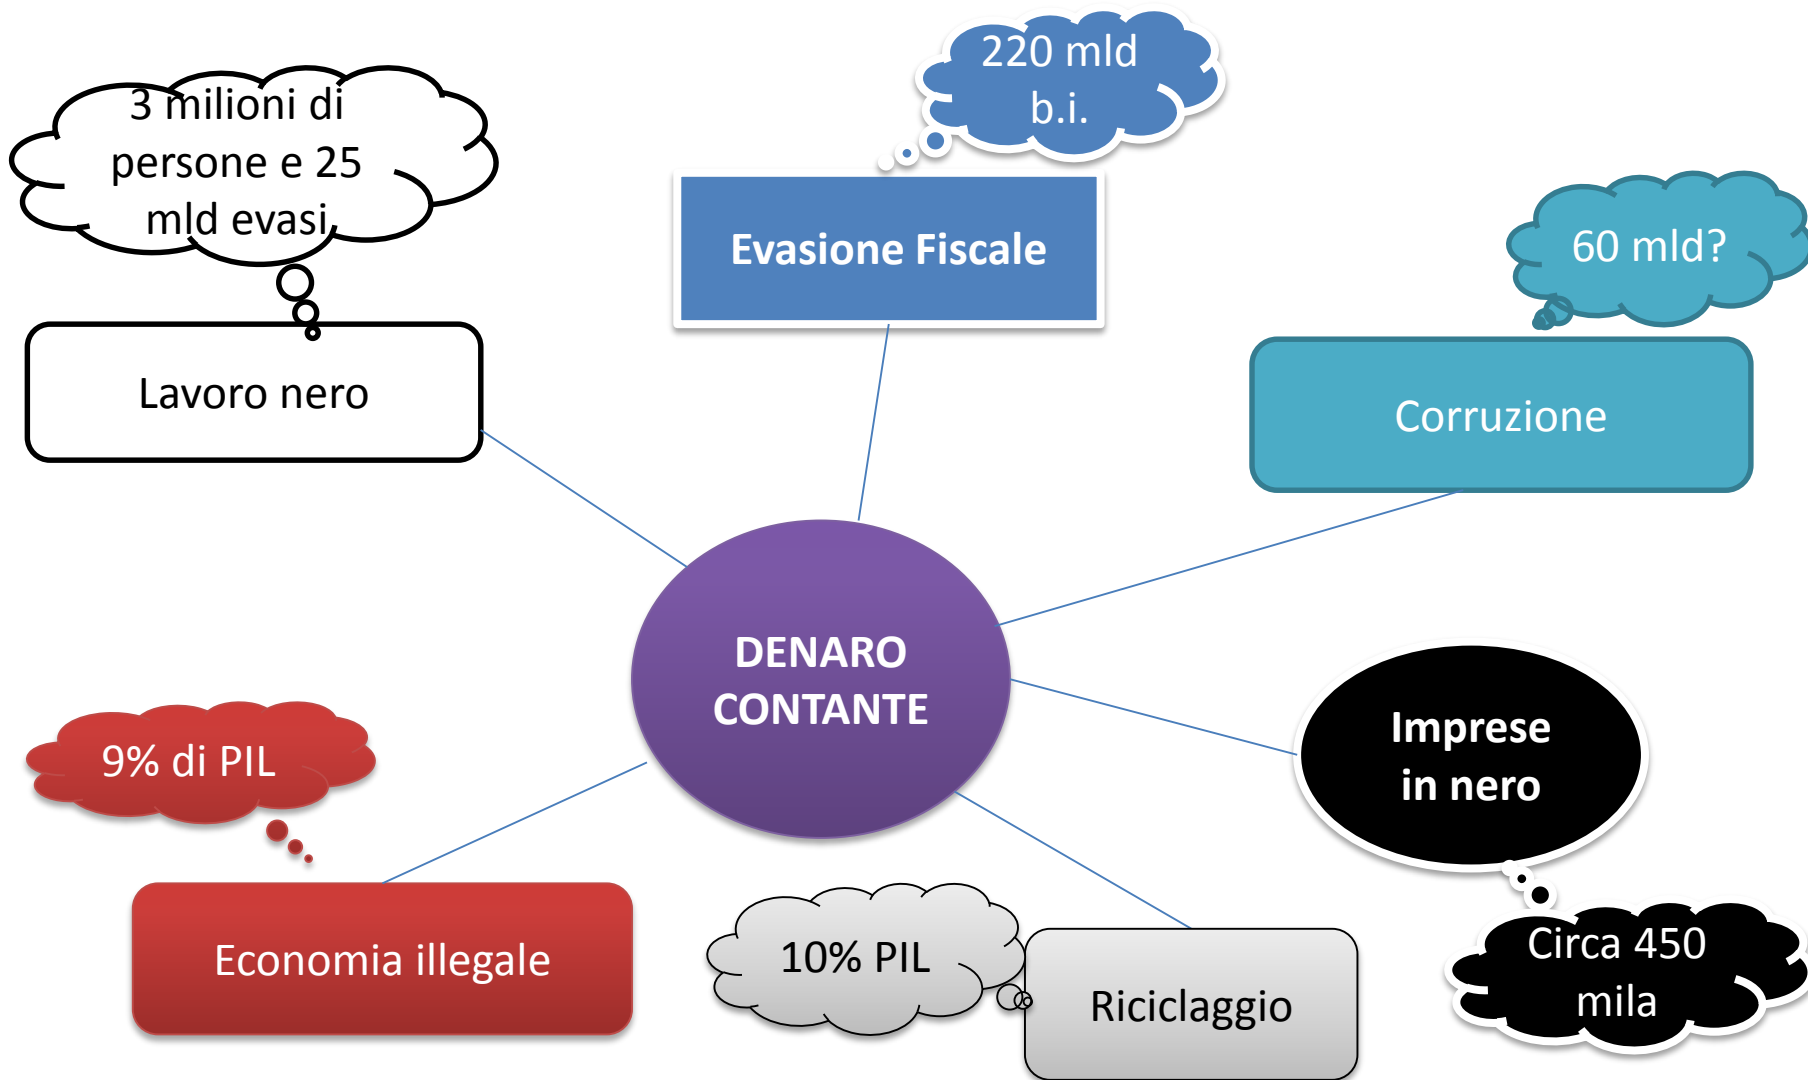 220 mld
b.i.
3 milioni di
persone e 25
mld evasi
Evasione Fiscale
60 mld?
Lavoro nero
Corruzione
DENARO
CONTANTE
Imprese
in nero
9% di PIL
Economia illegale
10% PIL
Riciclaggio
Circa 450
mila